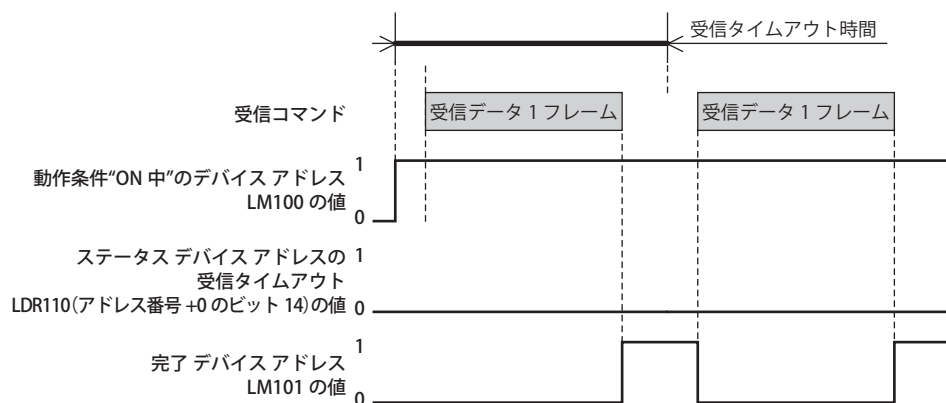 受信タイムアウト時間
受信コマンド
受信データ 1 フレーム
受信データ 1 フレーム
動作条件“ON 中”のデバイス アドレス
LM100 の値
1
0
ステータス デバイス アドレスの
受信タイムアウト
LDR110(アドレス番号 +0 のビット 14)の値
1
0
完了 デバイス アドレス
LM101 の値
1
0